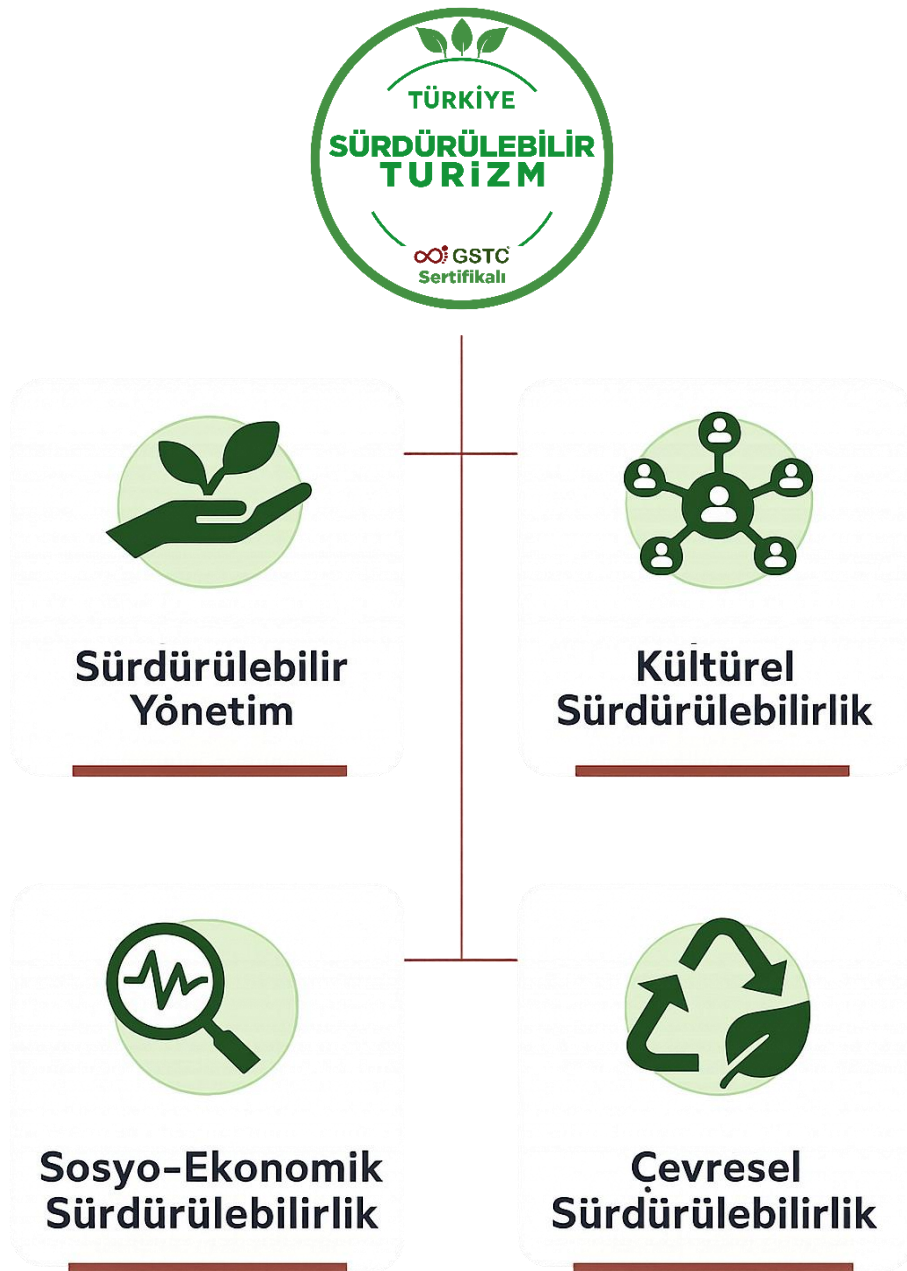 TÜRKİYE
SÜRDÜRÜLEBİLİR
TURİZM
GSTC
Sertifikalı
Sürdürülebilir
Yönetim
Kültürel
Sürdürülebilirlik
Sosyo-Ekonomik
Sürdürülebilirlik
Çevresel
Sürdürülebilirlik